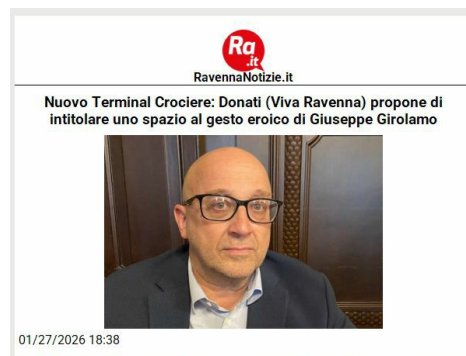 Ra
.it
RavennaNotizie.it
Nuovo Terminal Crociere: Donati (Viva Ravenna) propone di
intitolare uno spazio al gesto eroico di Giuseppe Girolamo
01/27/2026 18:38